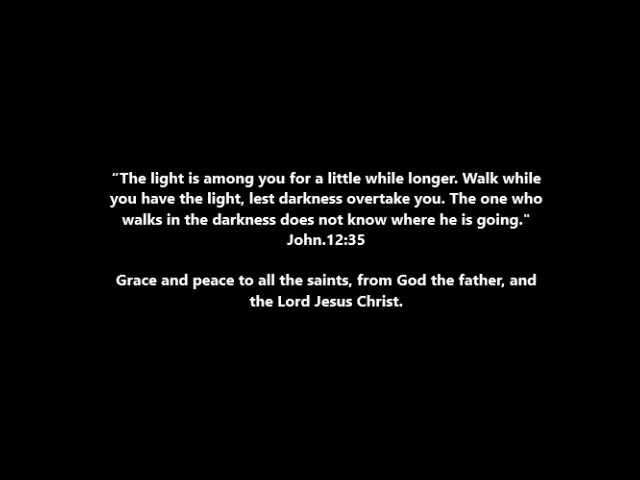 “The light is among you for a little while longer. Walk while
you have the light, lest darkness overtake you. The one who
walks in the darkness does not know where he is going."
John.12:35
Grace and peace to all the saints, from God the father, and
the Lord Jesus Christ.